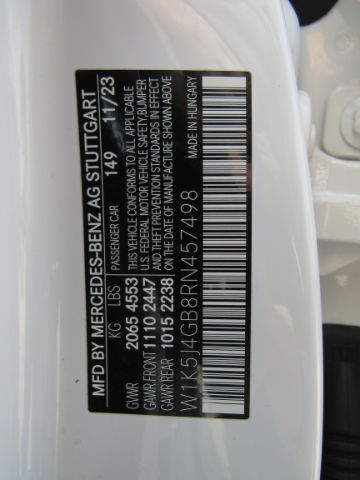 MFD BY MERCEDES-BENZ AG STUTTGART
KG LBS PASSENGER CAR 149 11/23
GVWR 2065 4553 THIS VEHICLE CONFORMS TO ALL APPLICABLE
GAWR FRONT 1110 2447 U.S. FEDERAL MOTOR VEHICLE SAFETY, BUMPER
GAWR REAR 1015 2238 AND THEFT PREVENTION STANDARDS IN EFFECT
ON THE DATE OF MANUFACTURE SHOWN ABOVE
MADE IN HUNGARY
W1K5J4GB8RN457498